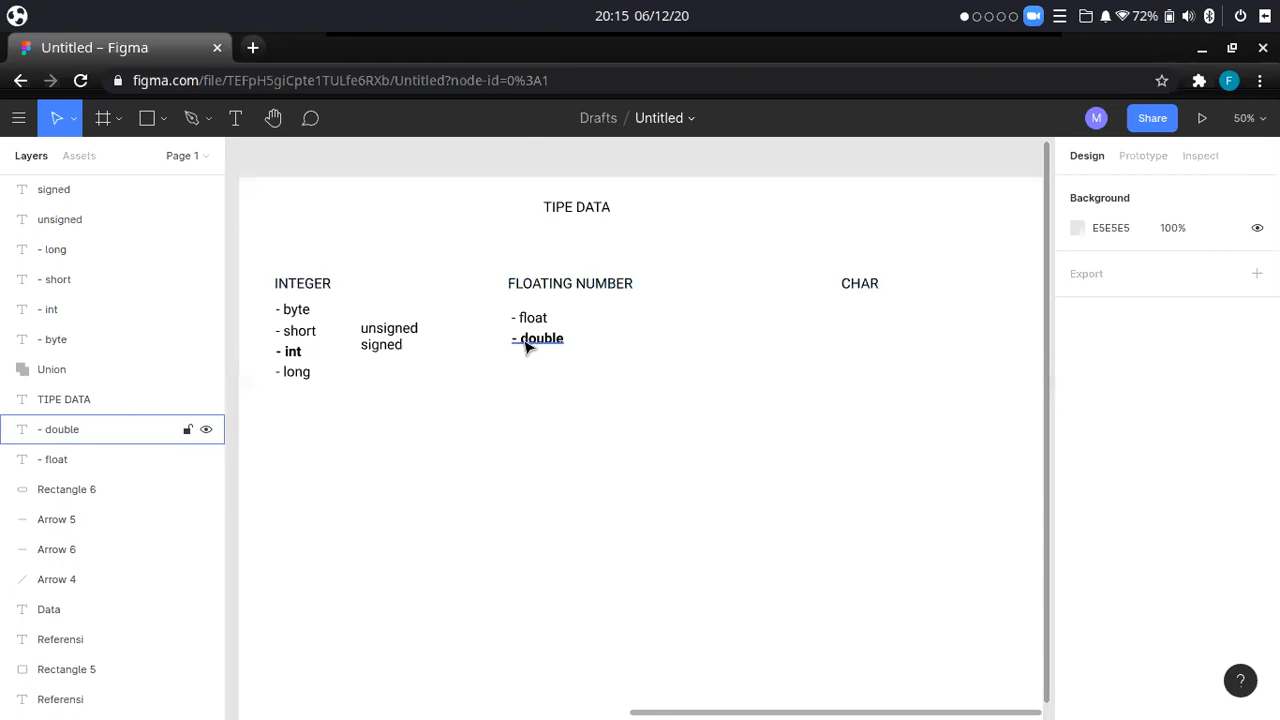 20:15 06/12/20
72%
Untitled – Figma
figma.com/file/TEFpH5giCpte1TULfe6RXb/Untitled?node-id=0%3A1
F
Drafts / Untitled
M
Share
50%
Layers
Assets
Page 1
signed
unsigned
- long
- short
- int
- byte
Union
TIPE DATA
- double
- float
Rectangle 6
Arrow 5
Arrow 6
Arrow 4
Data
Referensi
Rectangle 5
Referensi
TIPE DATA
INTEGER
- byte
- short
- int
- long
unsigned
signed
FLOATING NUMBER
- float
- double
CHAR
Design
Prototype
Inspect
Background
E5E5E5
100%
Export
?